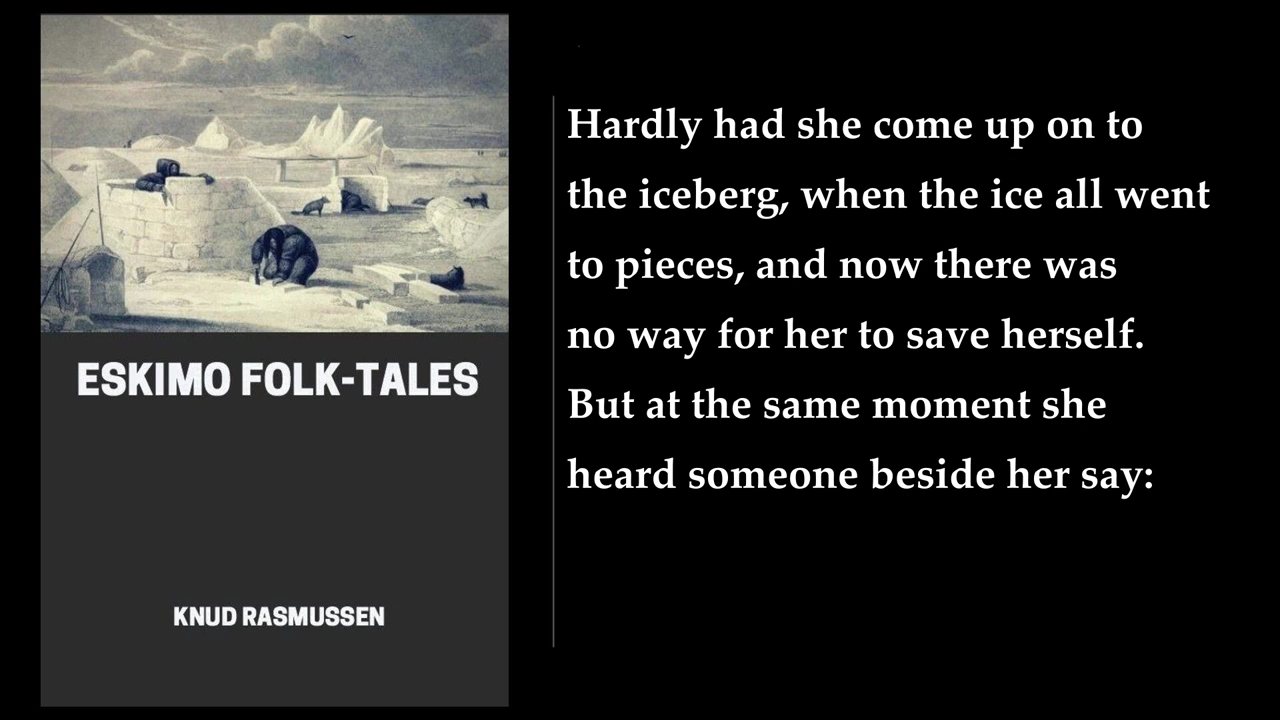 ESKIMO FOLK-TALES
KNUD RASMUSSEN
Hardly had she come up on to
the iceberg, when the ice all went
to pieces, and now there was
no way for her to save herself.
But at the same moment she
heard someone beside her say: